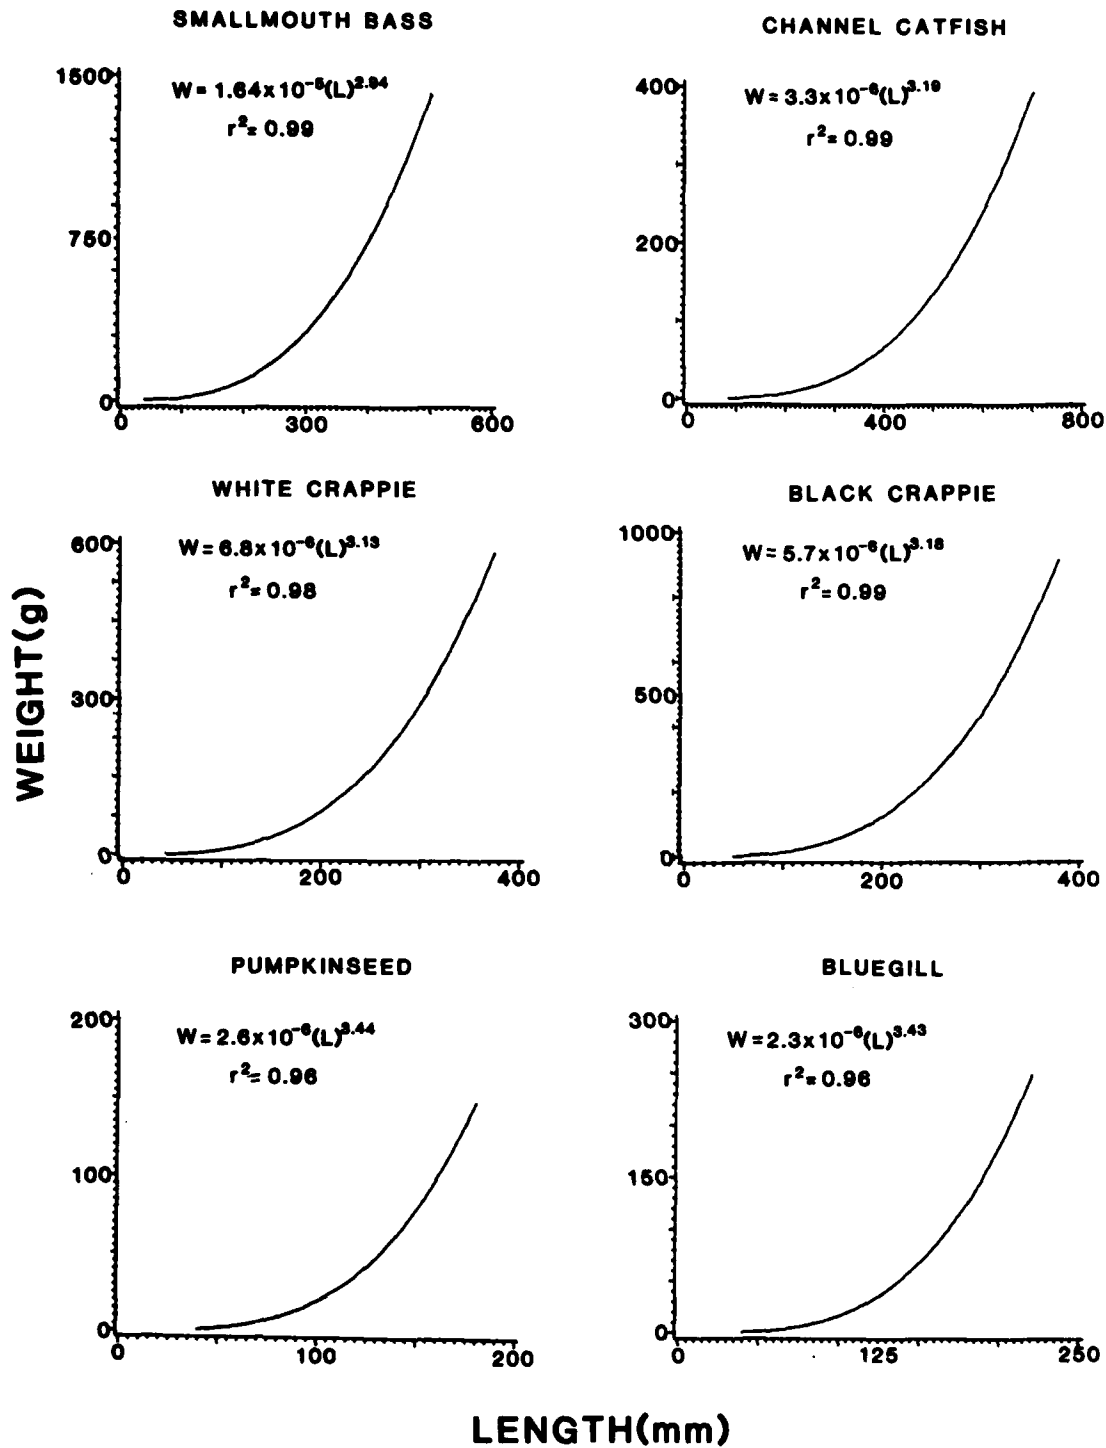 SMALLMOUTH BASS
1500
W = 1.64x10⁻⁵(L)²·⁹⁴
r² = 0.99
750
0
0 300 600
CHANNEL CATFISH
400
W = 3.3x10⁻⁶(L)³·¹⁹
r² = 0.99
200
0
0 400 800
WHITE CRAPPIE
600
W = 6.8x10⁻⁶(L)³·¹³
r² = 0.98
300
0
0 200 400
BLACK CRAPPIE
1000
W = 5.7x10⁻⁶(L)³·¹⁸
r² = 0.99
500
0
0 200 400
PUMPKINSEED
200
W = 2.6x10⁻⁶(L)³·⁴⁴
r² = 0.96
100
0
0 100 200
BLUEGILL
300
W = 2.3x10⁻⁶(L)³·⁴³
r² = 0.96
150
0
0 125 250
WEIGHT(g)
LENGTH(mm)